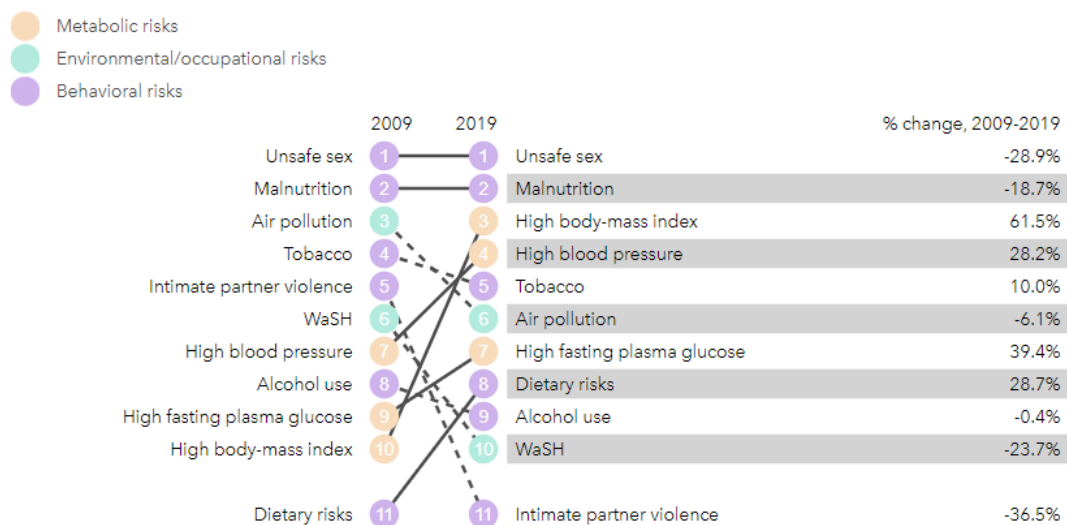 Metabolic risks
Environmental/occupational risks
Behavioral risks
2009 2019 % change, 2009-2019
Unsafe sex 1 1 Unsafe sex -28.9%
Malnutrition 2 2 Malnutrition -18.7%
Air pollution 3 3 High body-mass index 61.5%
Tobacco 4 4 High blood pressure 28.2%
Intimate partner violence 5 5 Tobacco 10.0%
WaSH 6 6 Air pollution -6.1%
High blood pressure 7 7 High fasting plasma glucose 39.4%
Alcohol use 8 8 Dietary risks 28.7%
High fasting plasma glucose 9 9 Alcohol use -0.4%
High body-mass index 10 10 WaSH -23.7%
Dietary risks 11 11 Intimate partner violence -36.5%